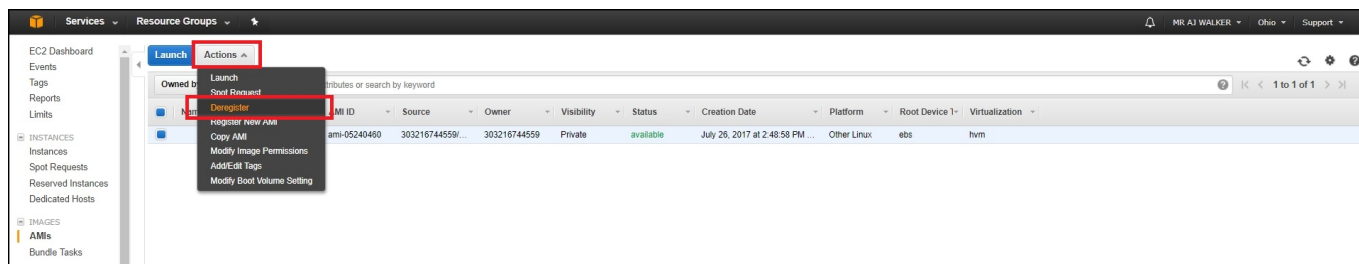 Services Resource Groups MR AJ WALKER Ohio Support
EC2 Dashboard
Events
Tags
Reports
Limits
INSTANCES
Instances
Spot Requests
Reserved Instances
Dedicated Hosts
IMAGES
AMIs
Bundle Tasks
Launch Actions
Launch
Spot Request
Deregister
Register New AMI
Copy AMI
Modify Image Permissions
Add/Edit Tags
Modify Boot Volume Setting
Owned by search by keyword 1 to 1 of 1
AMI ID Source Owner Visibility Status Creation Date Platform Root Device Virtualization
ami-05240460 303216744559/... 303216744559 Private available July 26, 2017 at 2:48:58 PM ... Other Linux ebs hvm